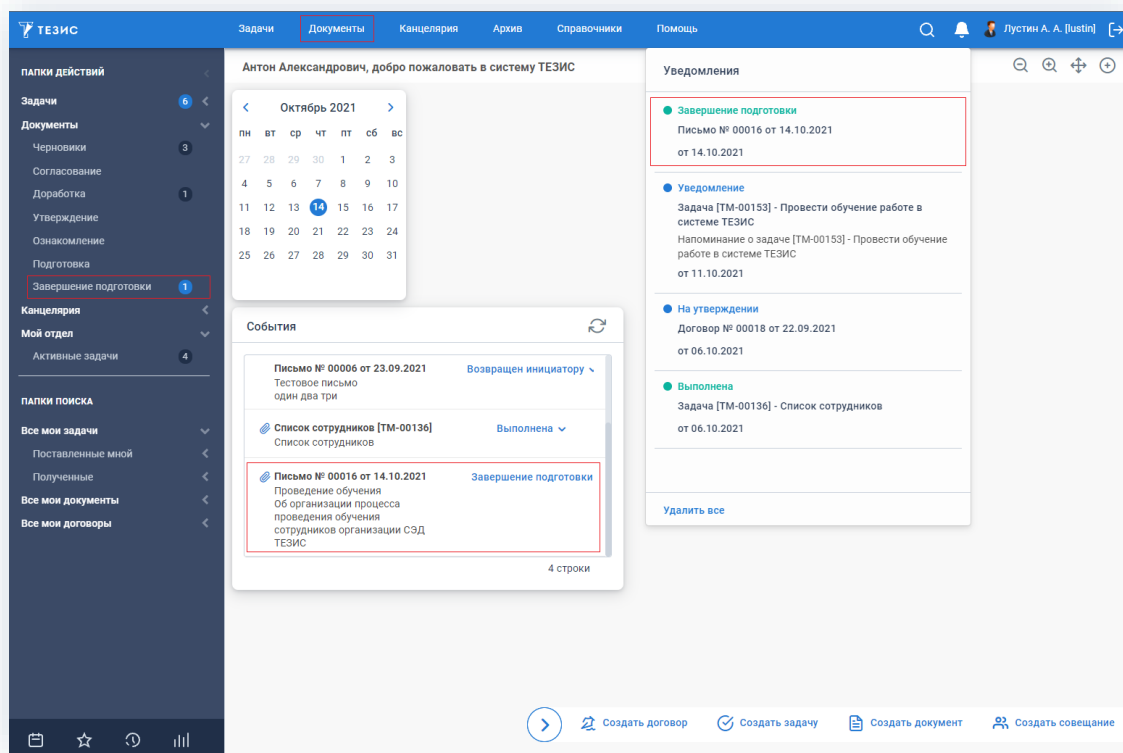 ТЕЗИС
Задачи Документы Канцелярия Архив Справочники Помощь
Лустин А. А. [lustin]
ПАПКИ ДЕЙСТВИЙ
Задачи 6
Документы
Черновики 3
Согласование
Доработка 1
Утверждение
Ознакомление
Подготовка
Завершение подготовки 1
Канцелярия
Мой отдел
Активные задачи 4
ПАПКИ ПОИСКА
Все мои задачи
Поставленные мной
Полученные
Все мои документы
Все мои договоры
Антон Александрович, добро пожаловать в систему ТЕЗИС
Октябрь 2021
пн вт ср чт пт сб вс
27 28 29 30 1 2 3
4 5 6 7 8 9 10
11 12 13 14 15 16 17
18 19 20 21 22 23 24
25 26 27 28 29 30 31
События
Письмо № 00006 от 23.09.2021 Возвращен инициатору
Тестовое письмо
один два три
Список сотрудников [ТМ-00136] Выполнена
Список сотрудников
Письмо № 00016 от 14.10.2021 Завершение подготовки
Проведение обучения
Об организации процесса
проведения обучения
сотрудников организации СЭД
ТЕЗИС
4 строки
Уведомления
Завершение подготовки
Письмо № 00016 от 14.10.2021
от 14.10.2021
Уведомление
Задача [ТМ-00153] - Провести обучение работе в
системе ТЕЗИС
Напоминание о задаче [ТМ-00153] - Провести обучение
работе в системе ТЕЗИС
от 11.10.2021
На утверждении
Договор № 00018 от 22.09.2021
от 06.10.2021
Выполнена
Задача [ТМ-00136] - Список сотрудников
от 06.10.2021
Удалить все
Создать договор Создать задачу Создать документ Создать совещание